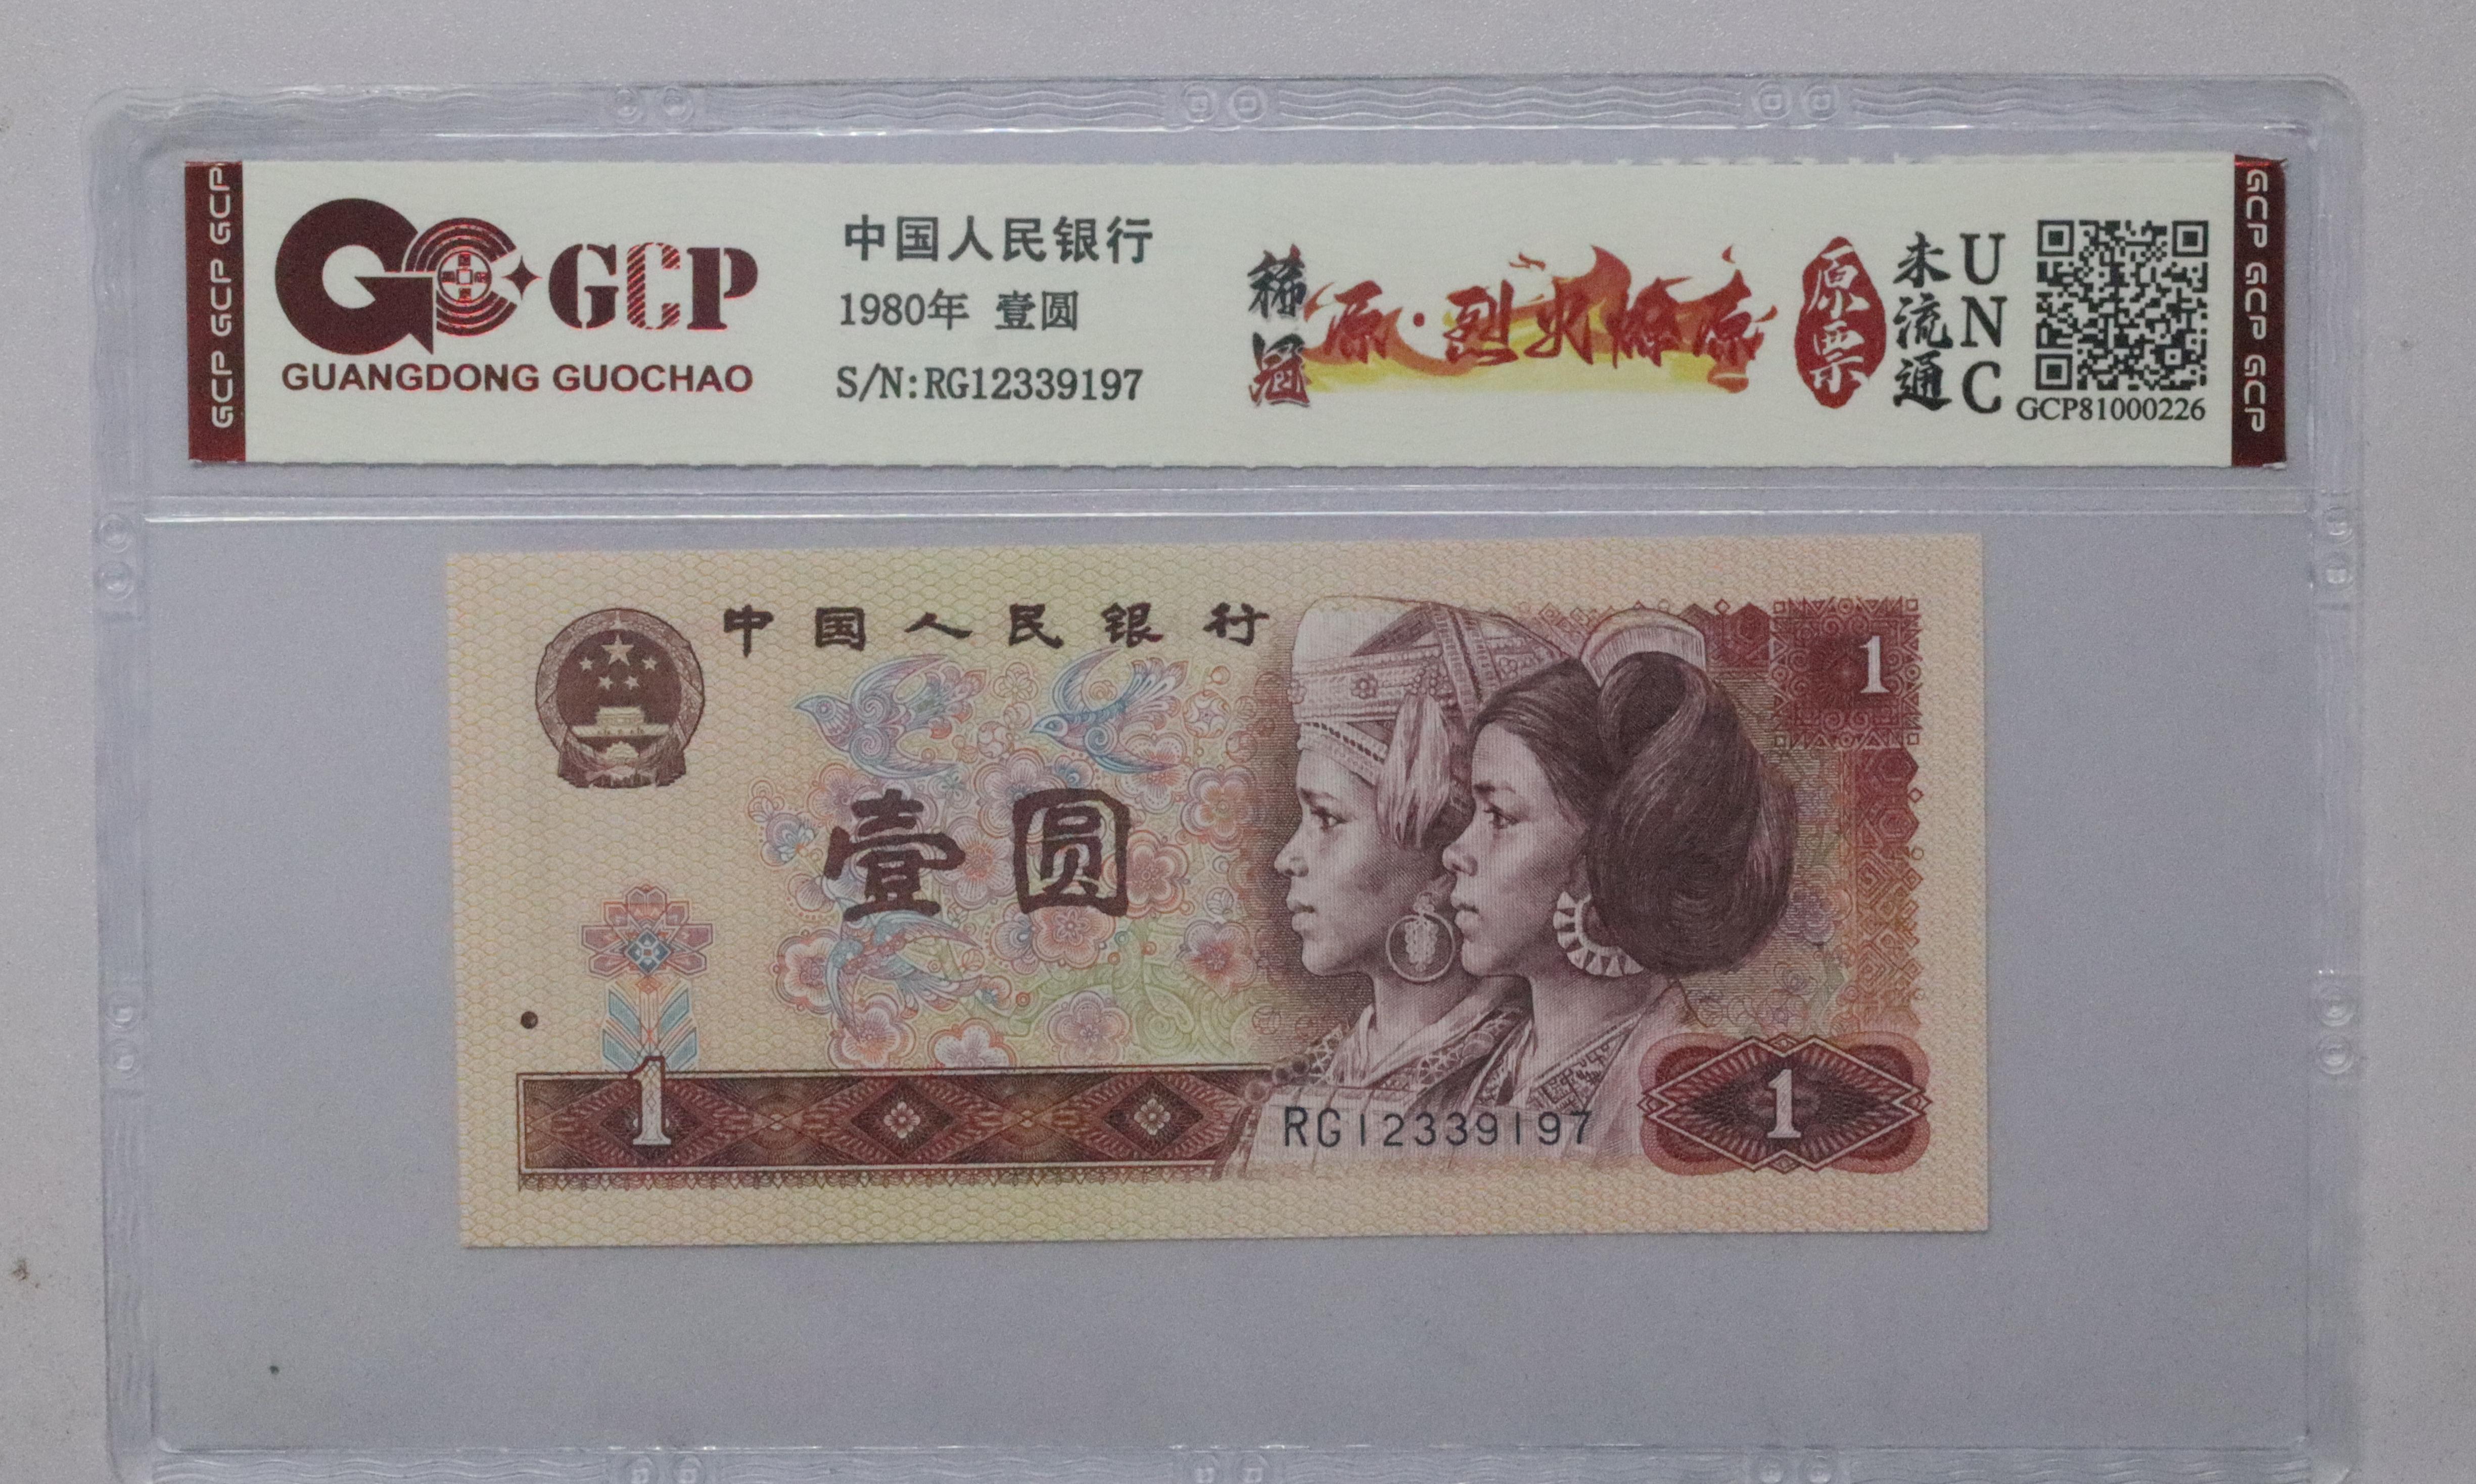 GCP GCP GCP
GCP
GUANGDONG GUOCHAO
中国人民银行
1980年 壹圆
S/N:RG12339197
稀冠
原·烈火燎原
原票
未流通
UNC
GCP81000226
GCP GCP GCP
中国人民银行
1
壹圆
1
RG12339197
1